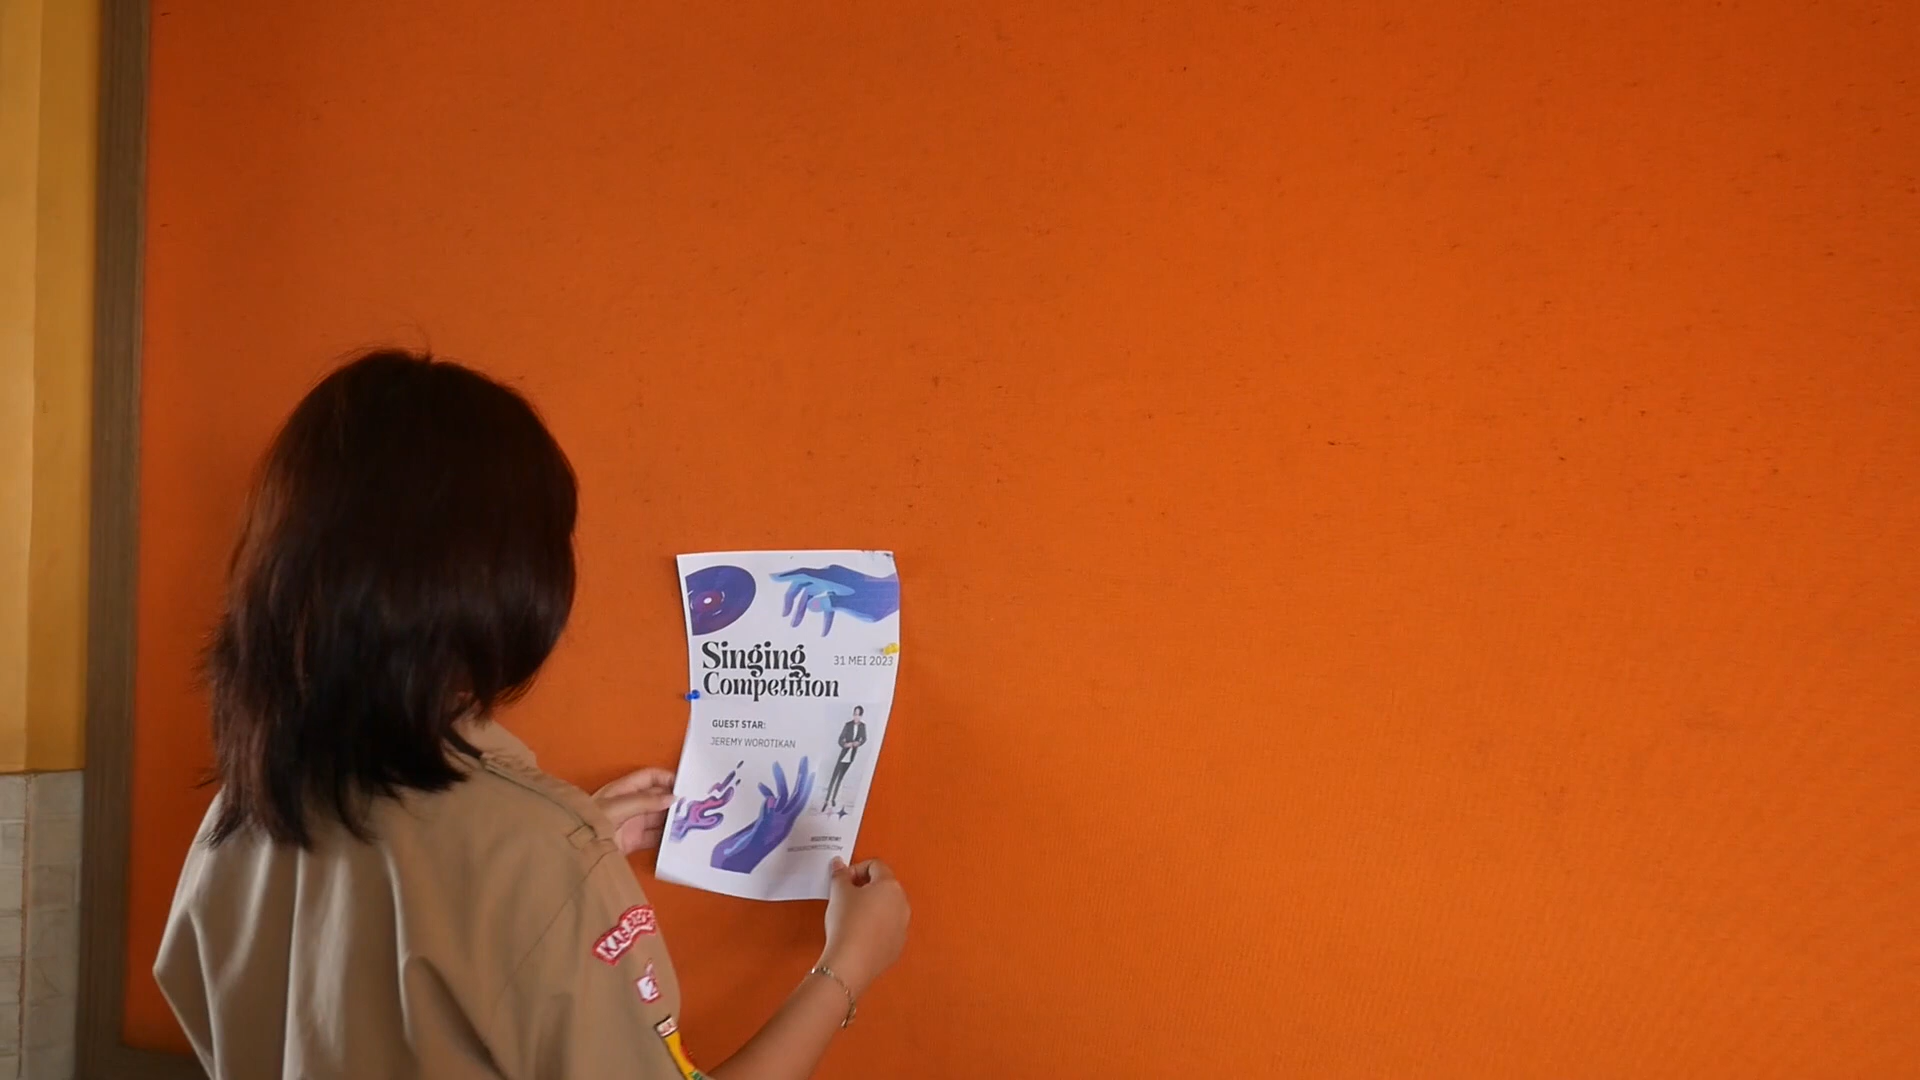 Singing
Competition
31 MEI 2023
GUEST STAR:
JEREMY WOROTIKAN